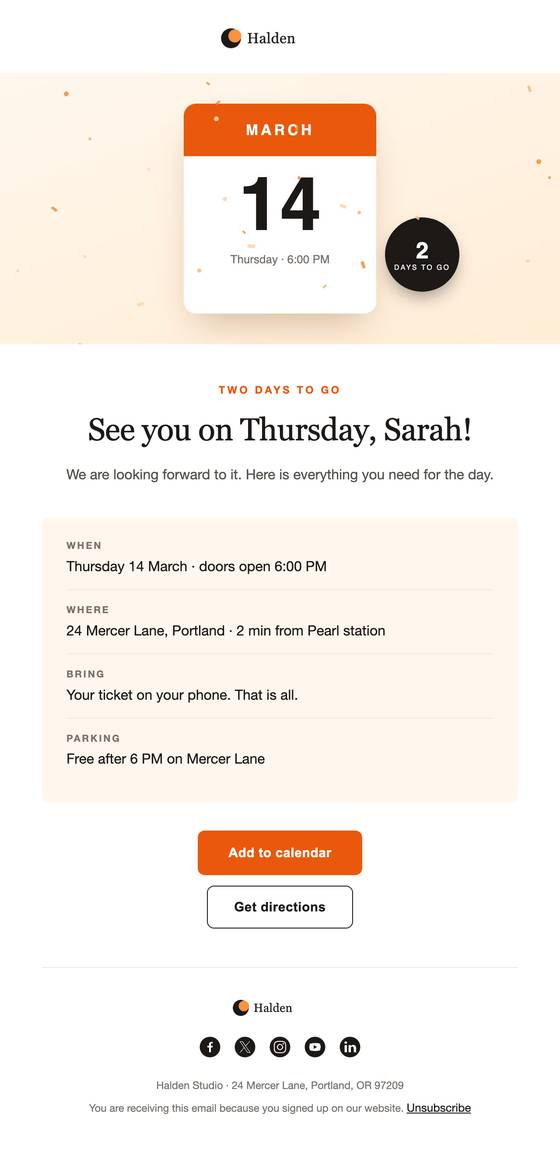 Halden
MARCH
14
Thursday · 6:00 PM
2
DAYS TO GO
TWO DAYS TO GO
See you on Thursday, Sarah!
We are looking forward to it. Here is everything you need for the day.
WHEN
Thursday 14 March · doors open 6:00 PM
WHERE
24 Mercer Lane, Portland · 2 min from Pearl station
BRING
Your ticket on your phone. That is all.
PARKING
Free after 6 PM on Mercer Lane
Add to calendar
Get directions
Halden
Halden Studio · 24 Mercer Lane, Portland, OR 97209
You are receiving this email because you signed up on our website. Unsubscribe